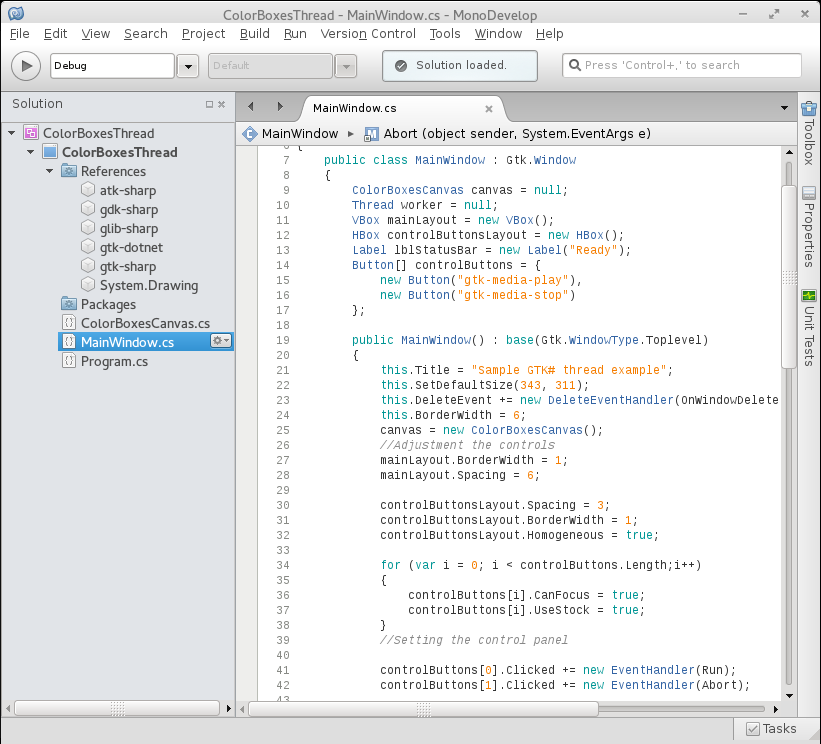 ColorBoxesThread - MainWindow.cs - MonoDevelop
File Edit View Search Project Build Run Version Control Tools Window Help
Debug Default Solution loaded. Press 'Control+,' to search
Solution
ColorBoxesThread
ColorBoxesThread
References
atk-sharp
gdk-sharp
glib-sharp
gtk-dotnet
gtk-sharp
System.Drawing
Packages
ColorBoxesCanvas.cs
MainWindow.cs
Program.cs
MainWindow.cs
MainWindow ▸ Abort (object sender, System.EventArgs e)
6 {
7 public class MainWindow : Gtk.Window
8 {
9 ColorBoxesCanvas canvas = null;
10 Thread worker = null;
11 VBox mainLayout = new VBox();
12 HBox controlButtonsLayout = new HBox();
13 Label lblStatusBar = new Label("Ready");
14 Button[] controlButtons = {
15 new Button("gtk-media-play"),
16 new Button("gtk-media-stop")
17 };
18
19 public MainWindow() : base(Gtk.WindowType.Toplevel)
20 {
21 this.Title = "Sample GTK# thread example";
22 this.SetDefaultSize(343, 311);
23 this.DeleteEvent += new DeleteEventHandler(OnWindowDelete
24 this.BorderWidth = 6;
25 canvas = new ColorBoxesCanvas();
26 //Adjustment the controls
27 mainLayout.BorderWidth = 1;
28 mainLayout.Spacing = 6;
29
30 controlButtonsLayout.Spacing = 3;
31 controlButtonsLayout.BorderWidth = 1;
32 controlButtonsLayout.Homogeneous = true;
33
34 for (var i = 0; i < controlButtons.Length;i++)
35 {
36 controlButtons[i].CanFocus = true;
37 controlButtons[i].UseStock = true;
38 }
39 //Setting the control panel
40
41 controlButtons[0].Clicked += new EventHandler(Run);
42 controlButtons[1].Clicked += new EventHandler(Abort);
43
Toolbox
Properties
Unit Tests
Tasks